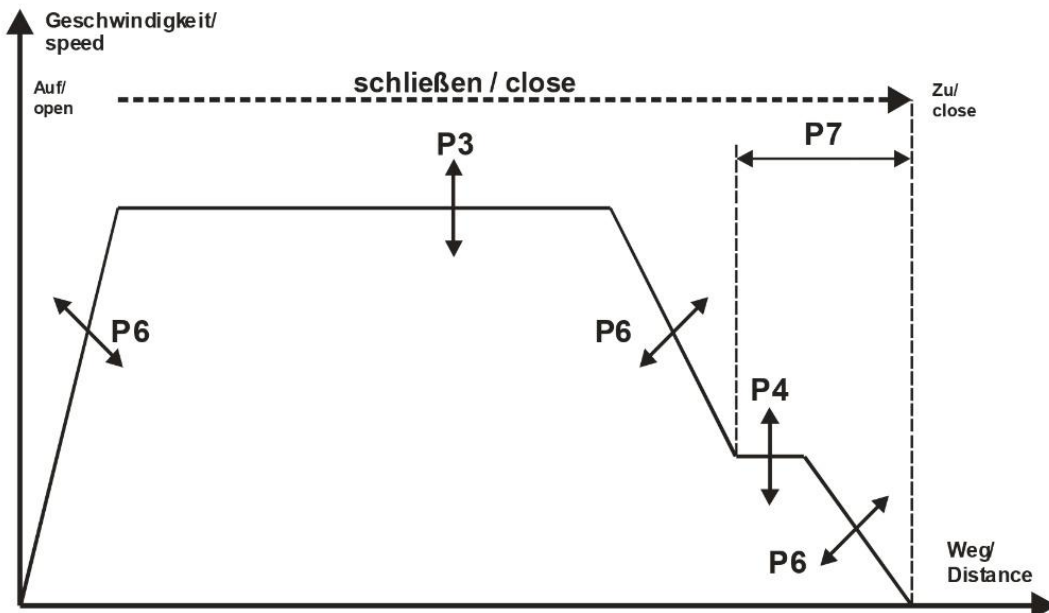 Geschwindigkeit/
speed
Auf/
open
schließen / close
Zu/
close
P7
P3
P6
P6
P4
P6
Weg/
Distance